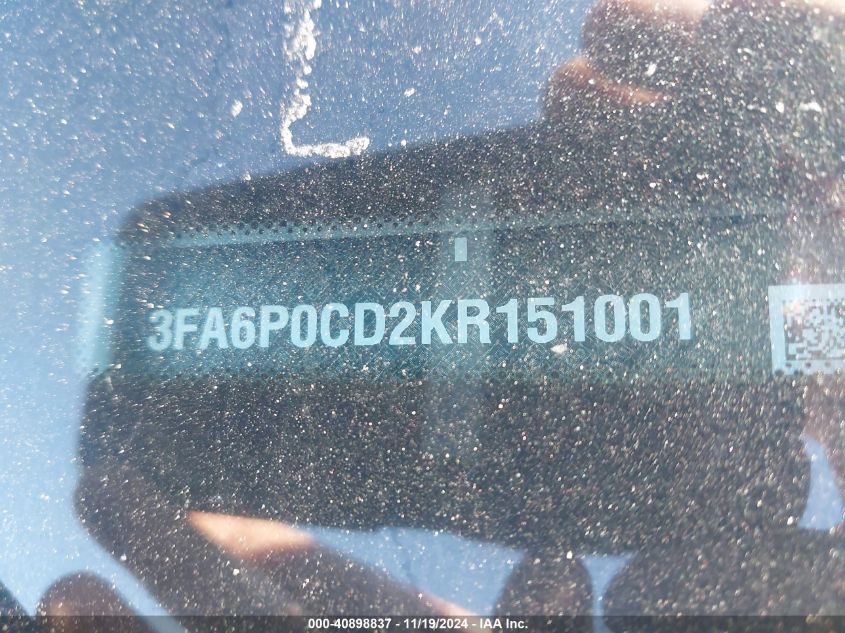 3FA6P0CD2KR151001
000-40898837 - 11/19/2024 - IAA Inc.